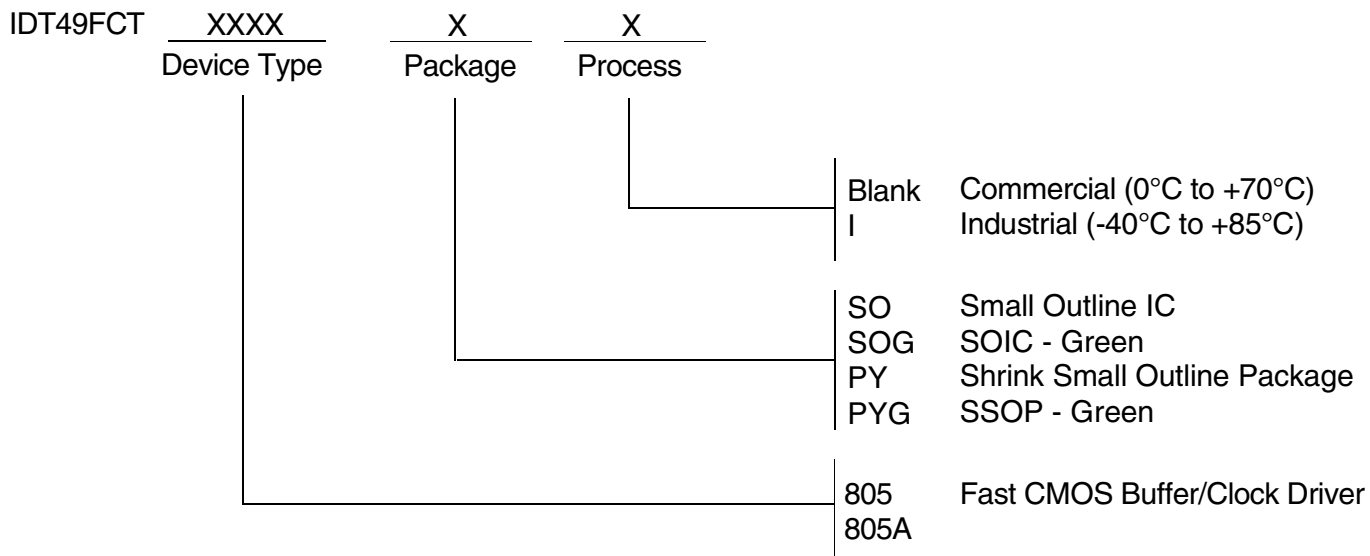 IDT49FCT XXXX X X
Device Type Package Process
Blank Commercial (0°C to +70°C)
I Industrial (-40°C to +85°C)
SO Small Outline IC
SOG SOIC - Green
PY Shrink Small Outline Package
PYG SSOP - Green
805 Fast CMOS Buffer/Clock Driver
805A